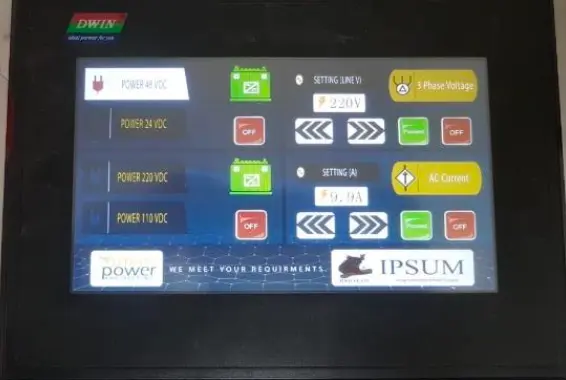 DWIN
POWER 48 VDC
SETTING (LINE V)
220V
3 Phase Voltage
POWER 24 VDC
OFF
OFF
POWER 220 VDC
SETTING (A)
9.9A
AC Current
POWER 110 VDC
OFF
OFF
power
WE MEET YOUR REQUIRMENTS.
IPSUM